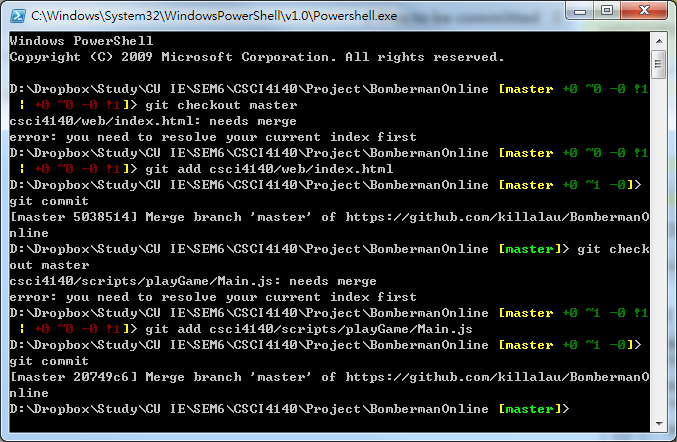 C:\Windows\System32\WindowsPowerShell\v1.0\Powershell.exe
Windows PowerShell
Copyright (C) 2009 Microsoft Corporation. All rights reserved.
D:\Dropbox\Study\CU IE\SEM6\CSCI4140\Project\BombermanOnline [master +0 ~0 -0 !1
 | +0 ~0 -0 !1]> git checkout master
csci4140/web/index.html: needs merge
error: you need to resolve your current index first
D:\Dropbox\Study\CU IE\SEM6\CSCI4140\Project\BombermanOnline [master +0 ~0 -0 !1
 | +0 ~0 -0 !1]> git add csci4140/web/index.html
D:\Dropbox\Study\CU IE\SEM6\CSCI4140\Project\BombermanOnline [master +0 ~1 -0]>
git commit
[master 5038514] Merge branch 'master' of https://github.com/killalau/BombermanO
nline
D:\Dropbox\Study\CU IE\SEM6\CSCI4140\Project\BombermanOnline [master]> git check
out master
csci4140/scripts/playGame/Main.js: needs merge
error: you need to resolve your current index first
D:\Dropbox\Study\CU IE\SEM6\CSCI4140\Project\BombermanOnline [master +0 ~0 -0 !1
 | +0 ~0 -0 !1]> git add csci4140/scripts/playGame/Main.js
D:\Dropbox\Study\CU IE\SEM6\CSCI4140\Project\BombermanOnline [master +0 ~1 -0]>
git commit
[master 20749c6] Merge branch 'master' of https://github.com/killalau/BombermanO
nline
D:\Dropbox\Study\CU IE\SEM6\CSCI4140\Project\BombermanOnline [master]>